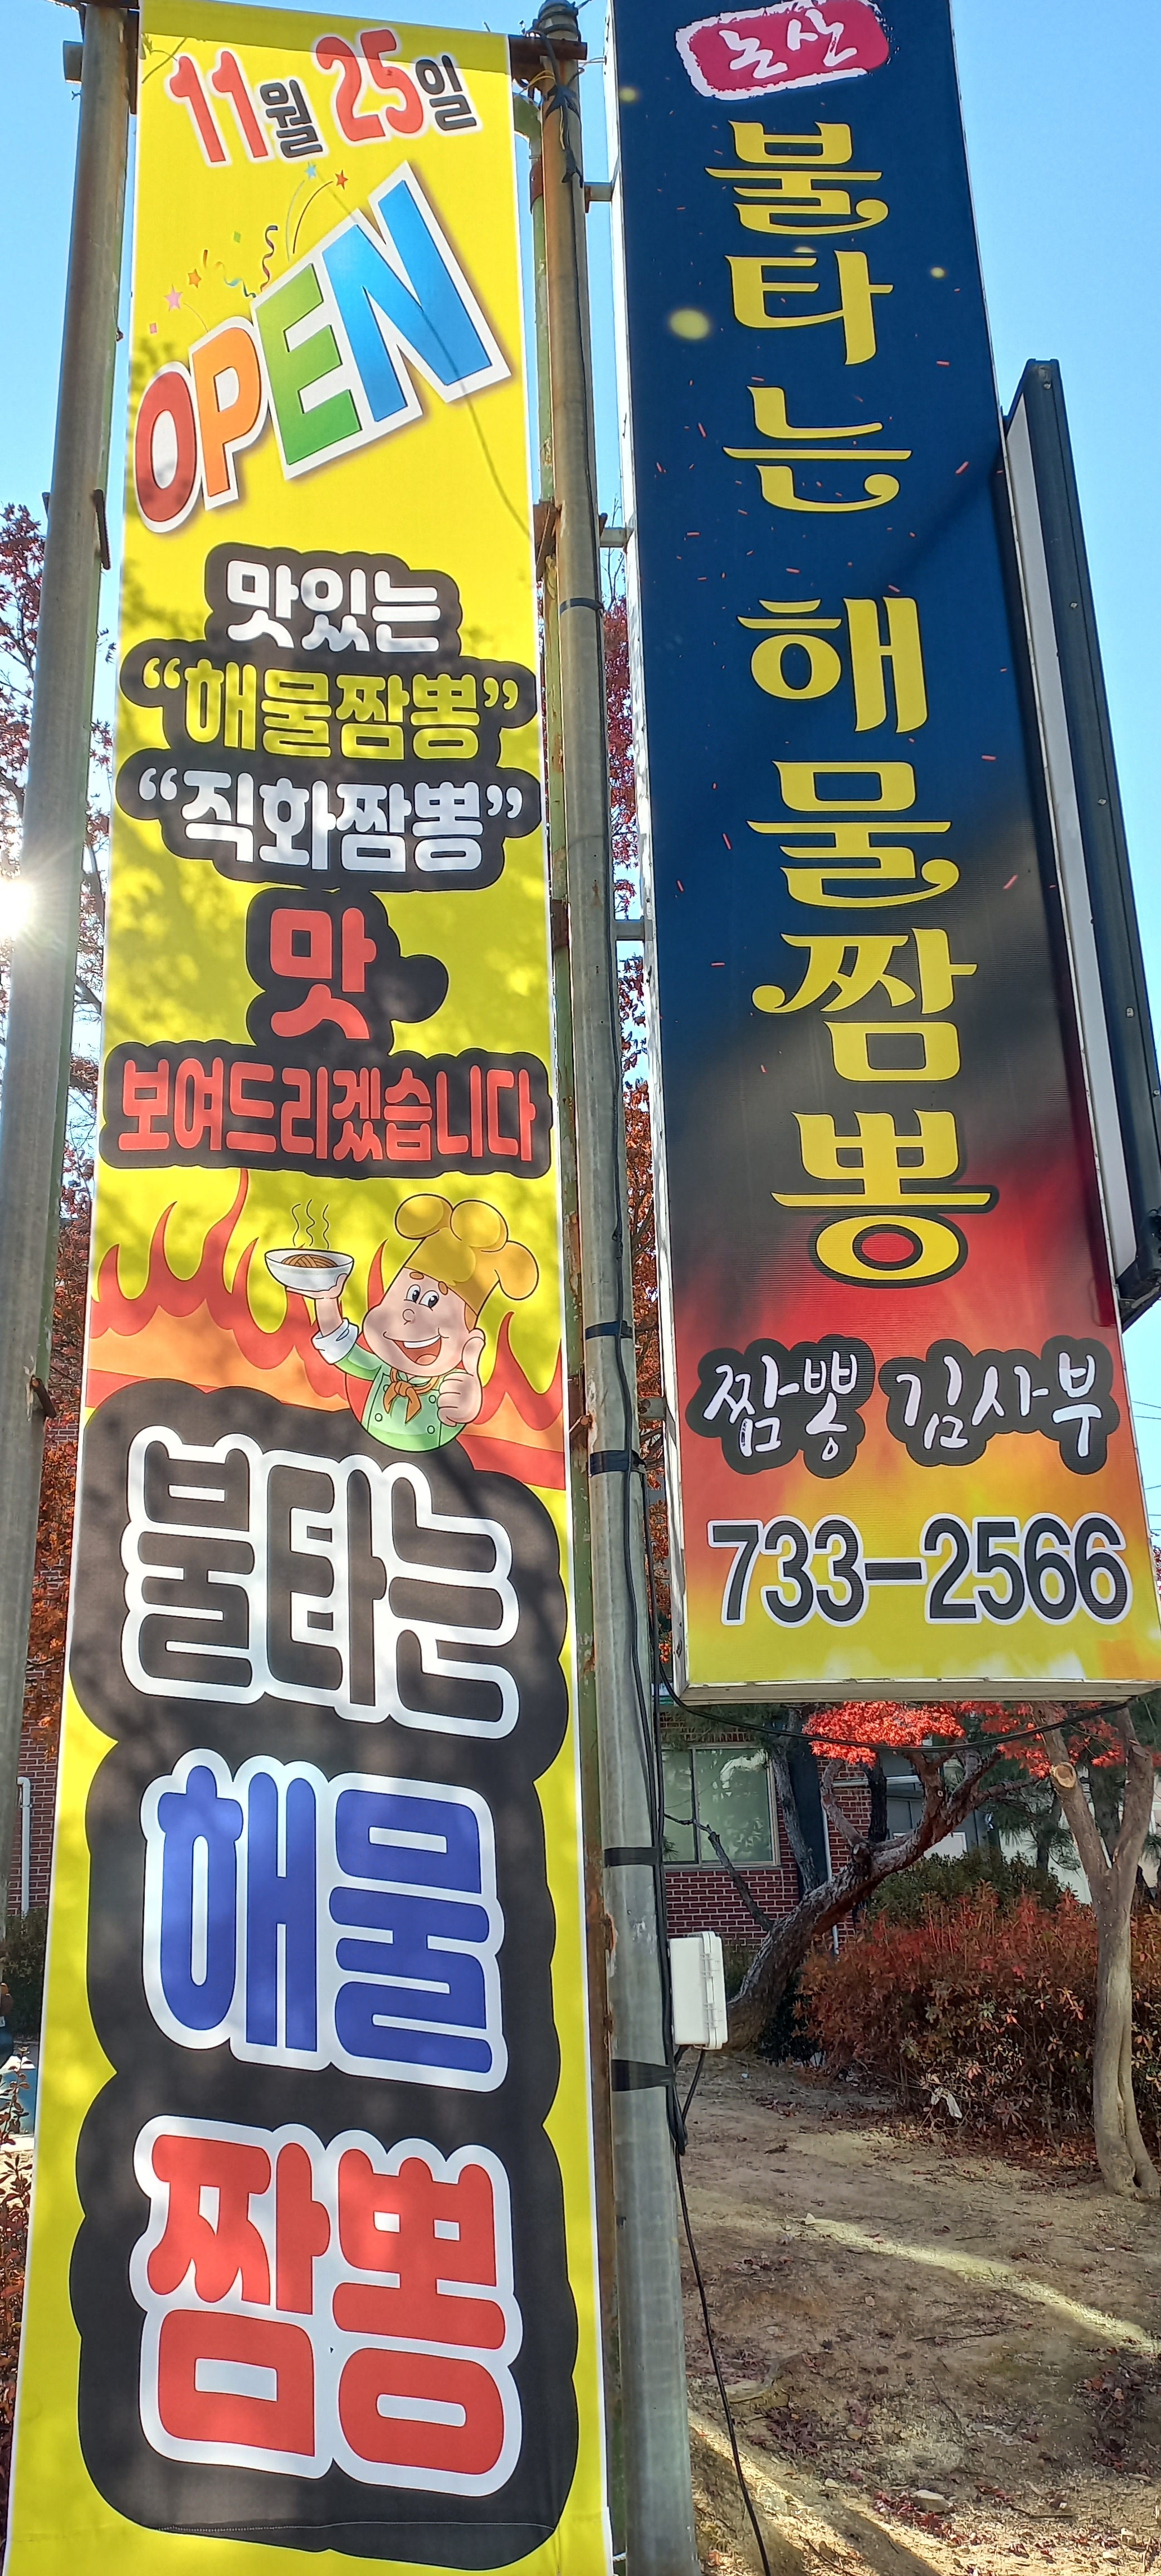 11월 25일
OPEN
맛있는
“해물짬뽕”
“직화짬뽕”
맛
보여드리겠습니다
불타는
해물
짬뽕
논산
불타는 해물짬뽕
짬뽕 김사부
733-2566